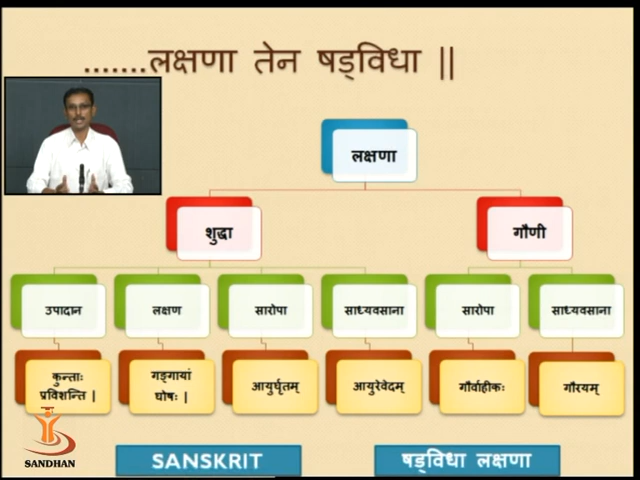 .......लक्षणा तेन षड्विधा ||
लक्षणा
शुद्धा
गौणी
उपादान
लक्षण
सारोपा
साध्यवसाना
सारोपा
साध्यवसाना
कुन्ताः
प्रविशन्ति |
गङ्गायां
घोषः |
आयुर्घृतम्
आयुरेवेदम्
गौर्वाहीकः
गौरयम्
SANDHAN
SANSKRIT
षड्विधा लक्षणा